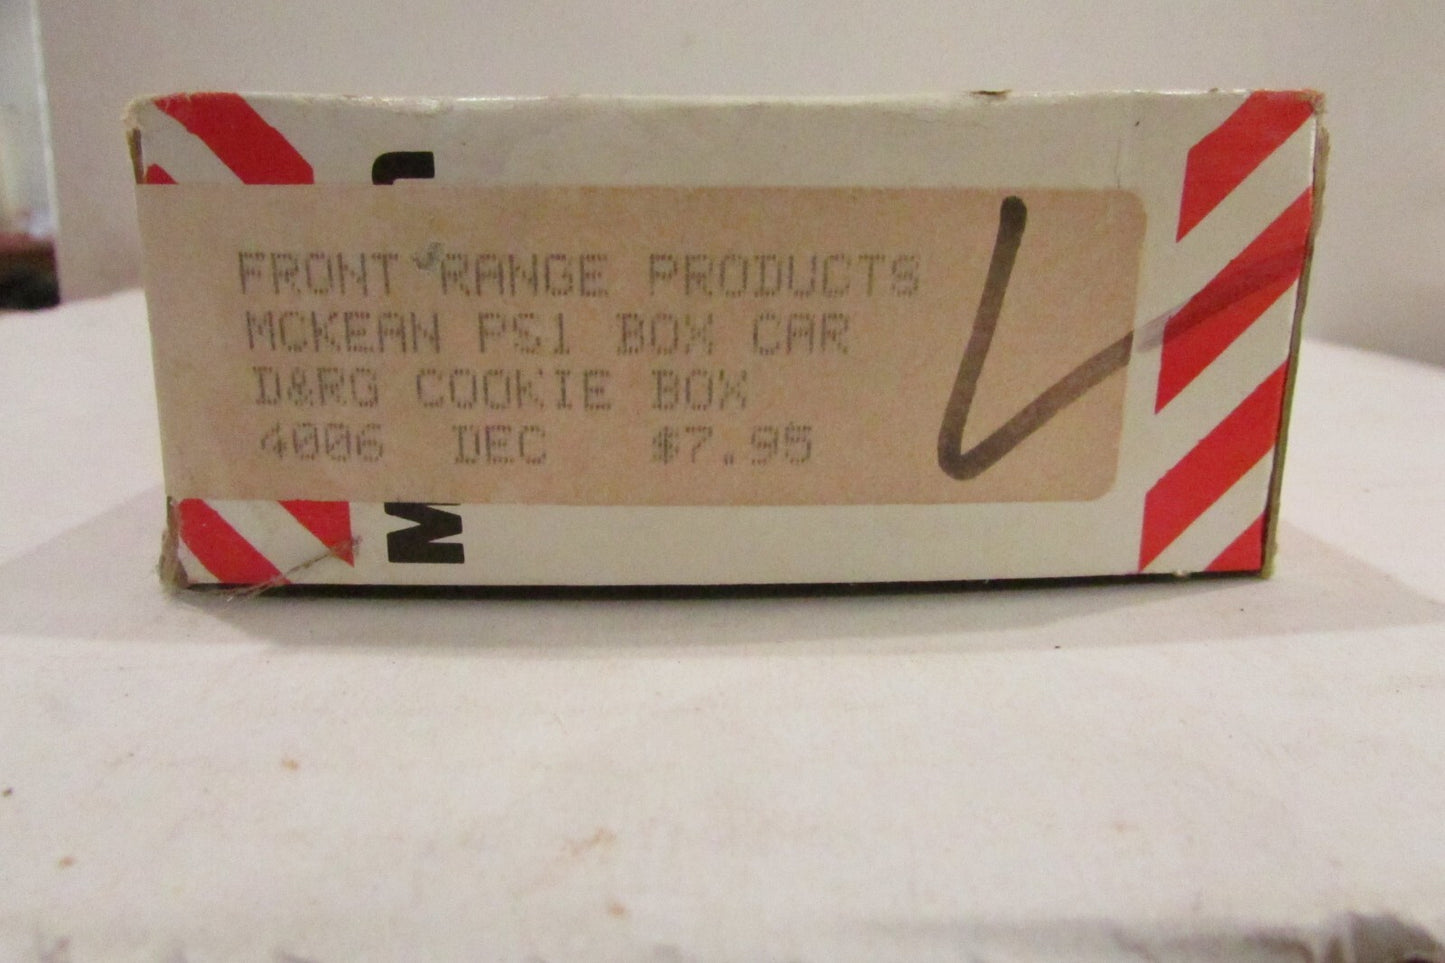 FRONT RANGE PRODUCTS
MCKEAN PS1 BOX CAR
D&RG COOKIE BOX
4006 DEC $7.95